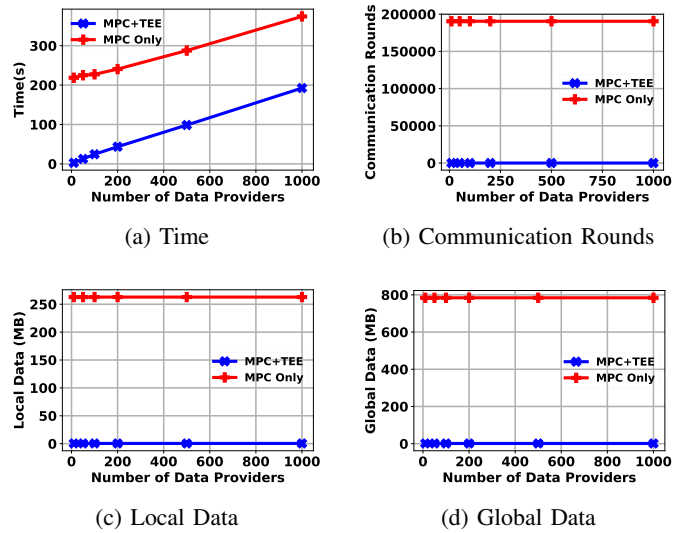 MPC+TEE
MPC Only
300
200
100
0
Time(s)
0 200 400 600 800 1000
Number of Data Providers
(a) Time
200000
150000
100000
50000
0
Communication Rounds
MPC+TEE
MPC Only
0 250 500 750 1000
Number of Data Providers
(b) Communication Rounds
250
200
150
100
50
0
Local Data (MB)
MPC+TEE
MPC Only
0 200 400 600 800 1000
Number of Data Providers
(c) Local Data
800
600
400
200
0
Global Data (MB)
MPC+TEE
MPC Only
0 200 400 600 800 1000
Number of Data Providers
(d) Global Data